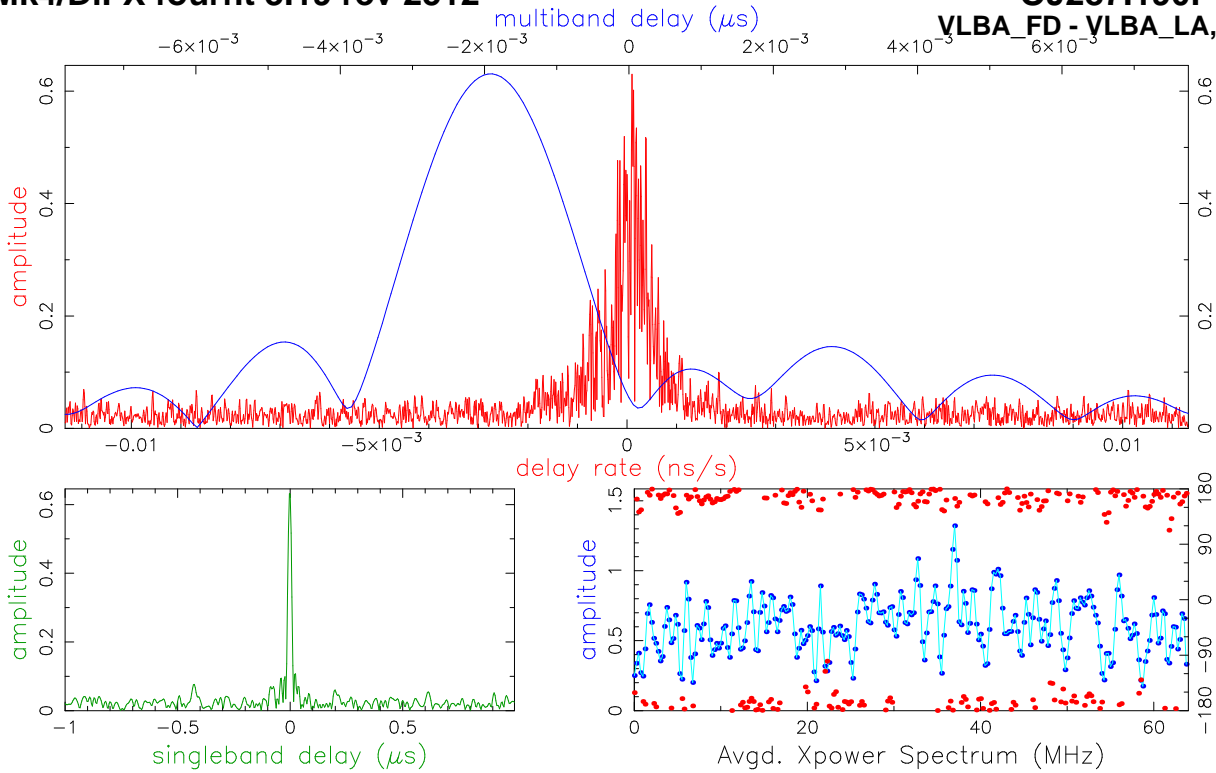 multiband delay (μs)
VLBA_FD - VLBA_LA,
−6×10⁻³ −4×10⁻³ −2×10⁻³ 0 2×10⁻³ 4×10⁻³ 6×10⁻³
amplitude
0 0.2 0.4 0.6
0 0.2 0.4 0.6
−0.01 −5×10⁻³ 0 5×10⁻³ 0.01
delay rate (ns/s)
amplitude
0 0.2 0.4 0.6
−1 −0.5 0 0.5
singleband delay (μs)
amplitude
0 0.5 1 1.5
−180 −90 0 90 180
0 20 40 60
Avgd. Xpower Spectrum (MHz)